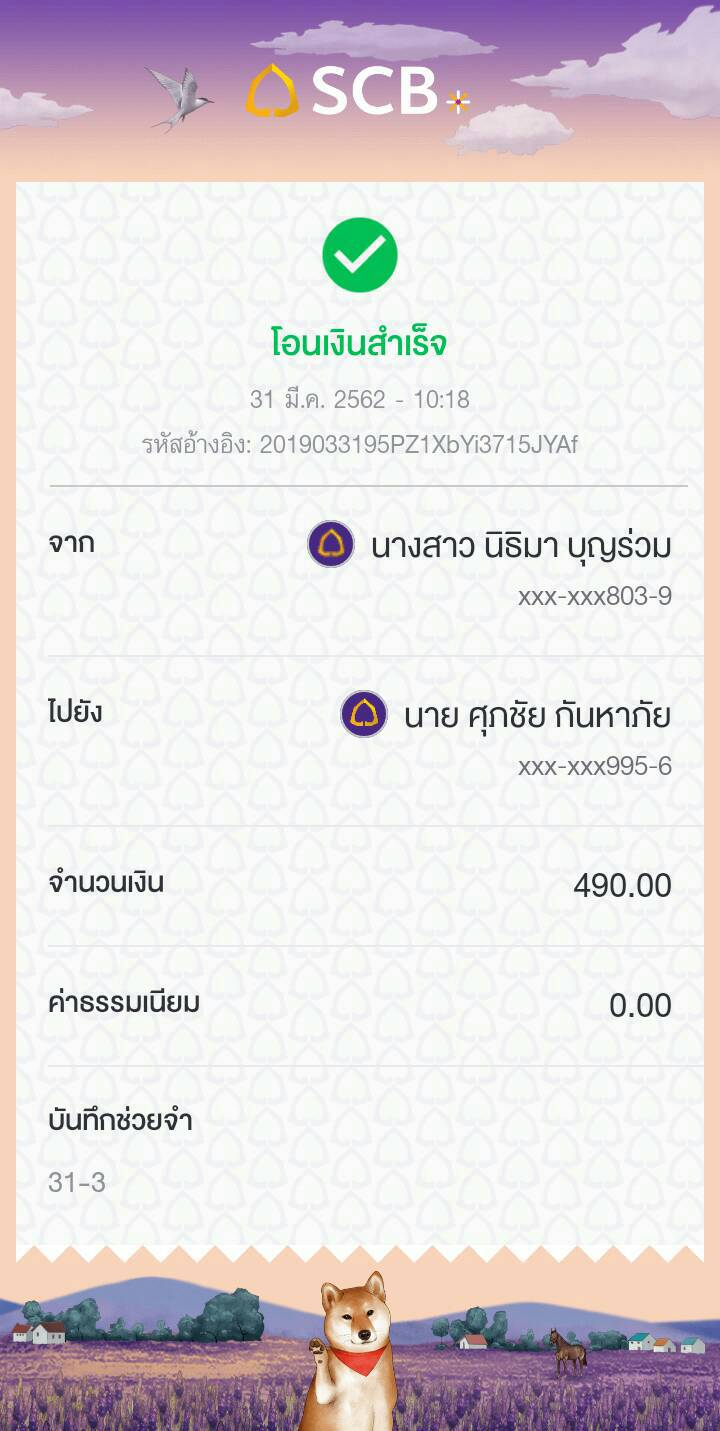 SCB
โอนเงินสำเร็จ
31 มี.ค. 2562 - 10:18
รหัสอ้างอิง: 2019033195PZ1XbYi3715JYAf
จาก นางสาว นิธิมา บุญร่วม
xxx-xxx803-9
ไปยัง นาย ศุภชัย กันหาภัย
xxx-xxx995-6
จำนวนเงิน 490.00
ค่าธรรมเนียม 0.00
บันทึกช่วยจำ
31-3